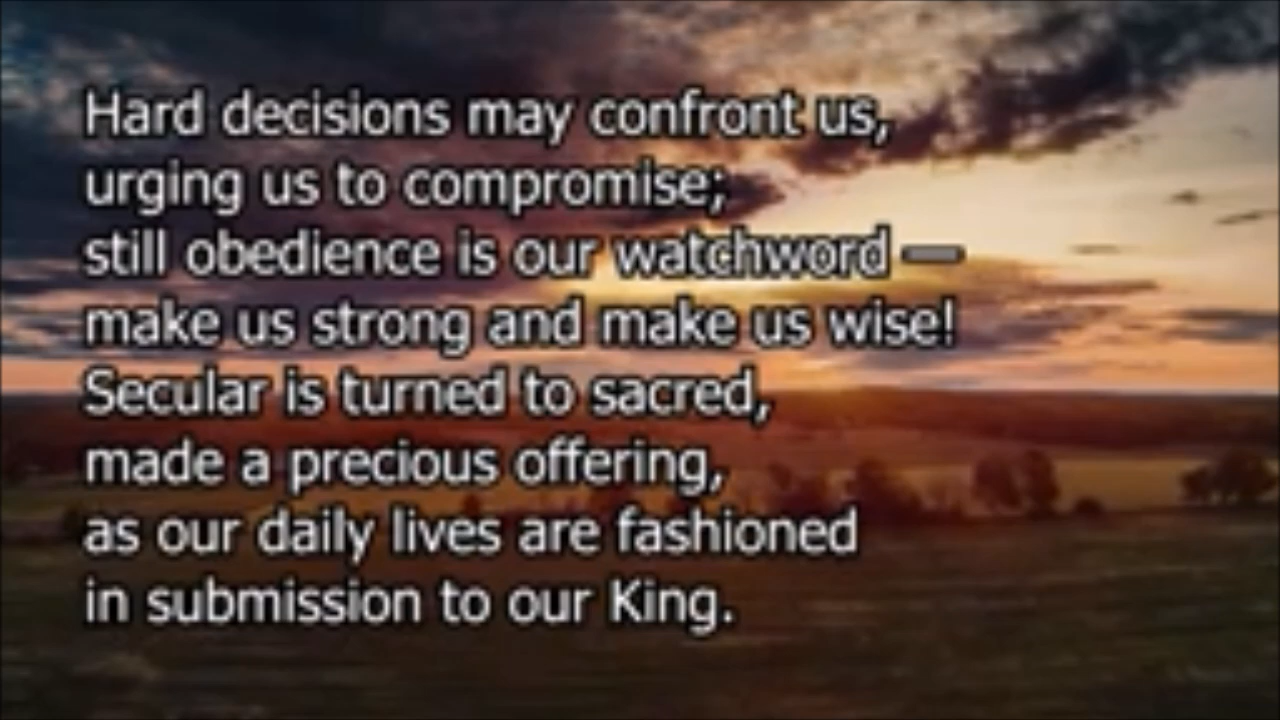 Hard decisions may confront us,
urging us to compromise;
still obedience is our watchword —
make us strong and make us wise!
Secular is turned to sacred,
made a precious offering,
as our daily lives are fashioned
in submission to our King.